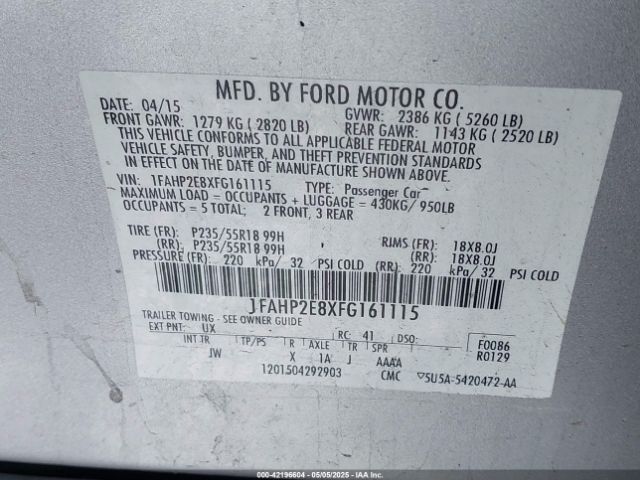 MFD. BY FORD MOTOR CO.
DATE: 04/15 GVWR: 2386 KG ( 5260 LB)
FRONT GAWR: 1279 KG ( 2820 LB) REAR GAWR: 1143 KG ( 2520 LB)
THIS VEHICLE CONFORMS TO ALL APPLICABLE FEDERAL MOTOR
VEHICLE SAFETY, BUMPER, AND THEFT PREVENTION STANDARDS
IN EFFECT ON THE DATE OF MANUFACTURE SHOWN ABOVE.
VIN: 1FAHP2E8XFG161115 TYPE: Passenger Car
MAXIMUM LOAD = OCCUPANTS + LUGGAGE = 430KG/ 950LB
OCCUPANTS = 5 TOTAL; 2 FRONT, 3 REAR
TIRE (FR): P235/55R18 99H RIMS (FR): 18X8.0J
(RR): P235/55R18 99H (RR): 18X8.0J
PRESSURE (FR): 220 kPa/ 32 PSI COLD (RR): 220 kPa/ 32 PSI COLD
1FAHP2E8XFG161115
TRAILER TOWING - SEE OWNER GUIDE
EXT PNT: UX RC: 41 DSO: F0086
INT TR TP/PS R AXLE TR SPR R0129
JW X 1A J AAAA
1201504292903 CMC ▽5U5A-5420472-AA
000-42196604 - 05/05/2025 - IAA Inc.